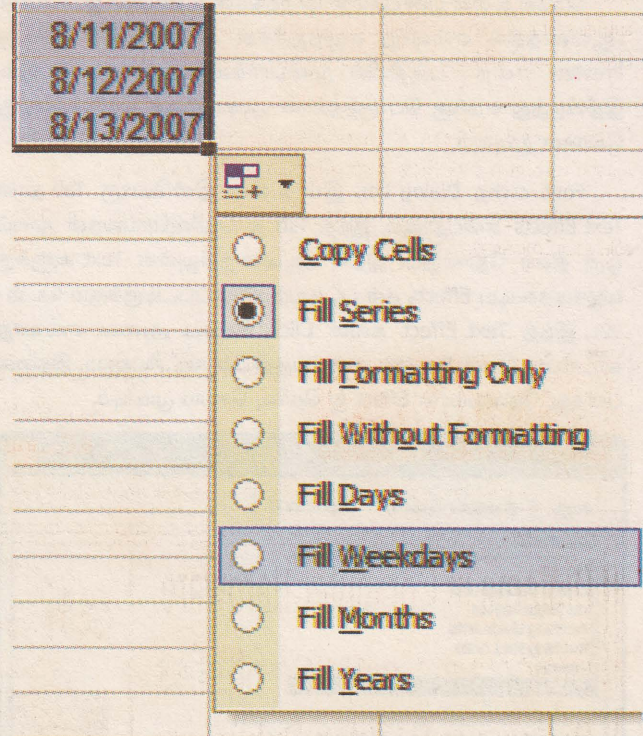 8/11/2007
8/12/2007
8/13/2007
Copy Cells
Fill Series
Fill Formatting Only
Fill Without Formatting
Fill Days
Fill Weekdays
Fill Months
Fill Years